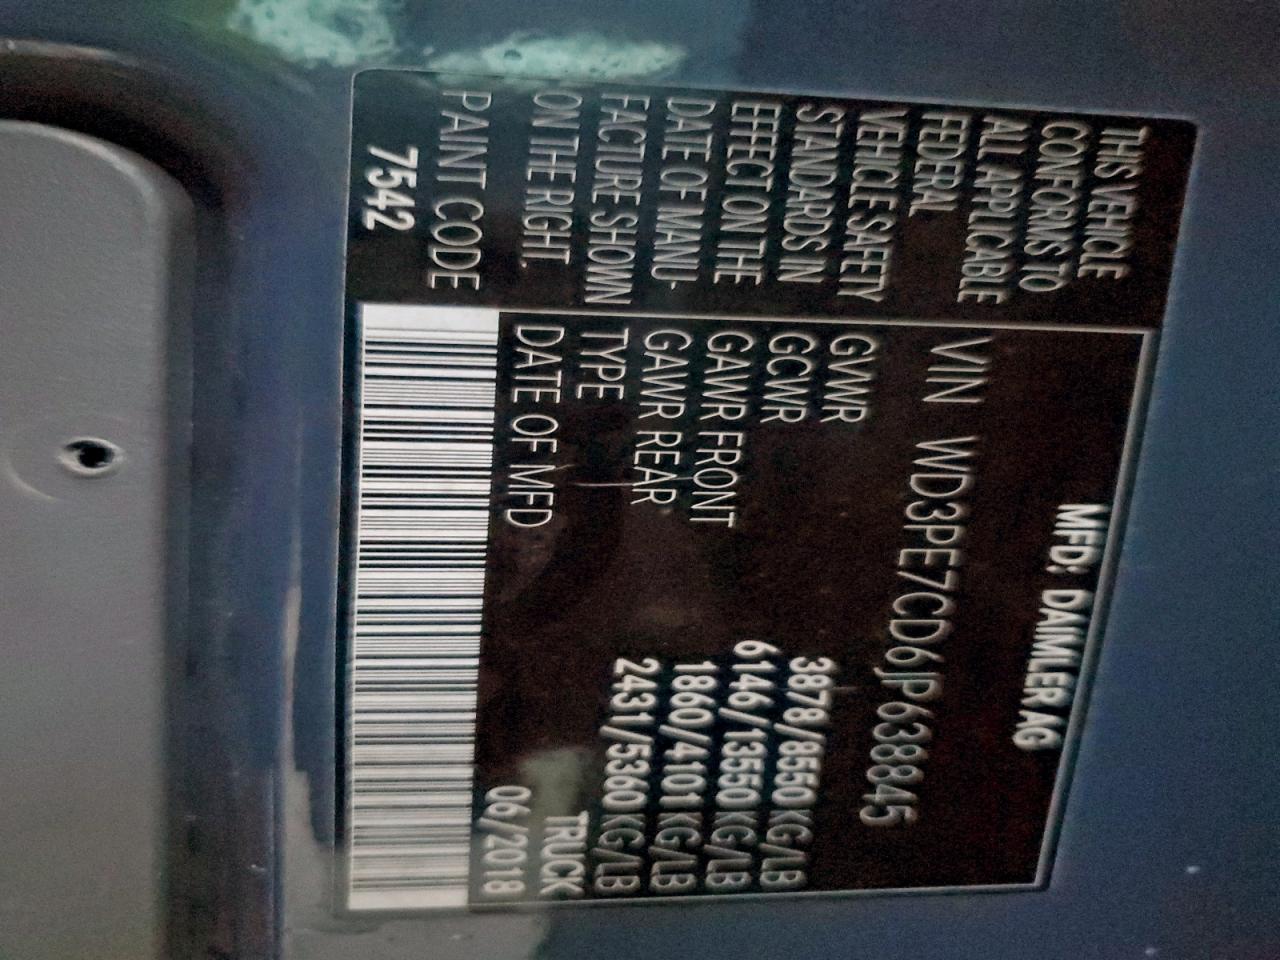 MFD: DAIMLER AG
VIN WD3PE7CD6JP638845
GVWR 3878/8550 KG/LB
GCWR 6146/13550 KG/LB
GAWR FRONT 1860/4101 KG/LB
GAWR REAR 2431/5360 KG/LB
TYPE TRUCK
DATE OF MFD 06/2018
THIS VEHICLE
CONFORMS TO
ALL APPLICABLE
FEDERAL
VEHICLE SAFETY
STANDARDS IN
EFFECT ON THE
DATE OF MANU-
FACTURE SHOWN
ON THE RIGHT.
PAINT CODE
7542